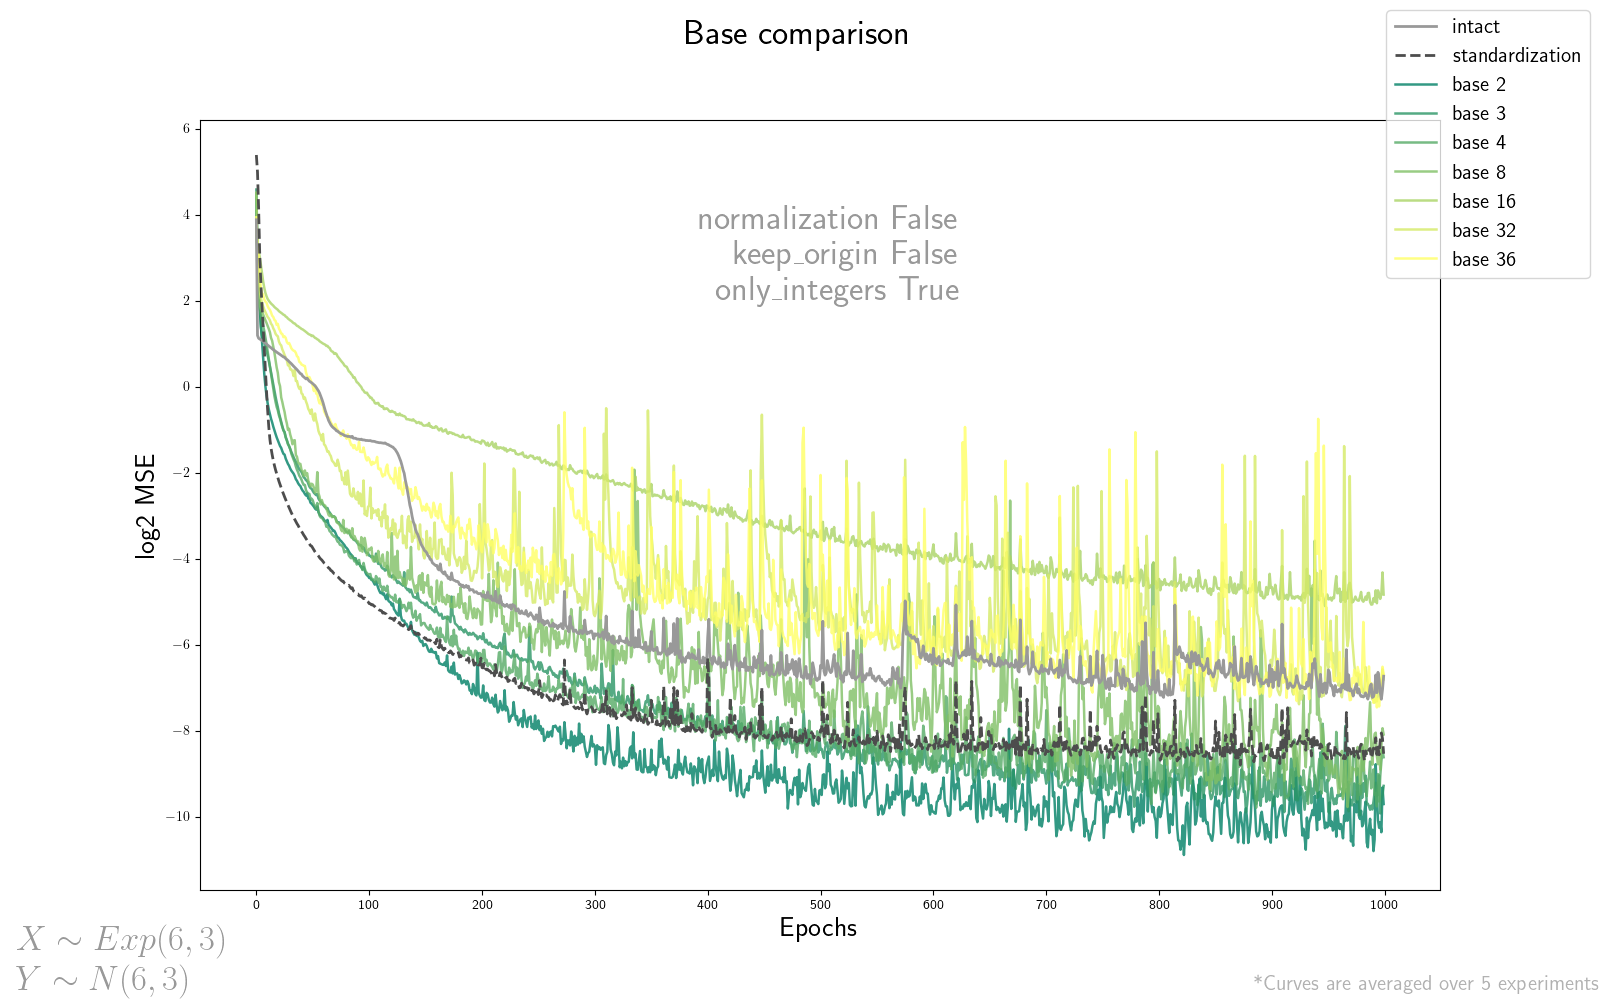 Base comparison
intact
standardization
base 2
base 3
base 4
base 8
base 16
base 32
base 36
normalization False
keep_origin False
only_integers True
log2 MSE
6
4
2
0
−2
−4
−6
−8
−10
0 100 200 300 400 500 600 700 800 900 1000
Epochs
X ∼ Exp(6, 3)
Y ∼ N(6, 3)
*Curves are averaged over 5 experiments